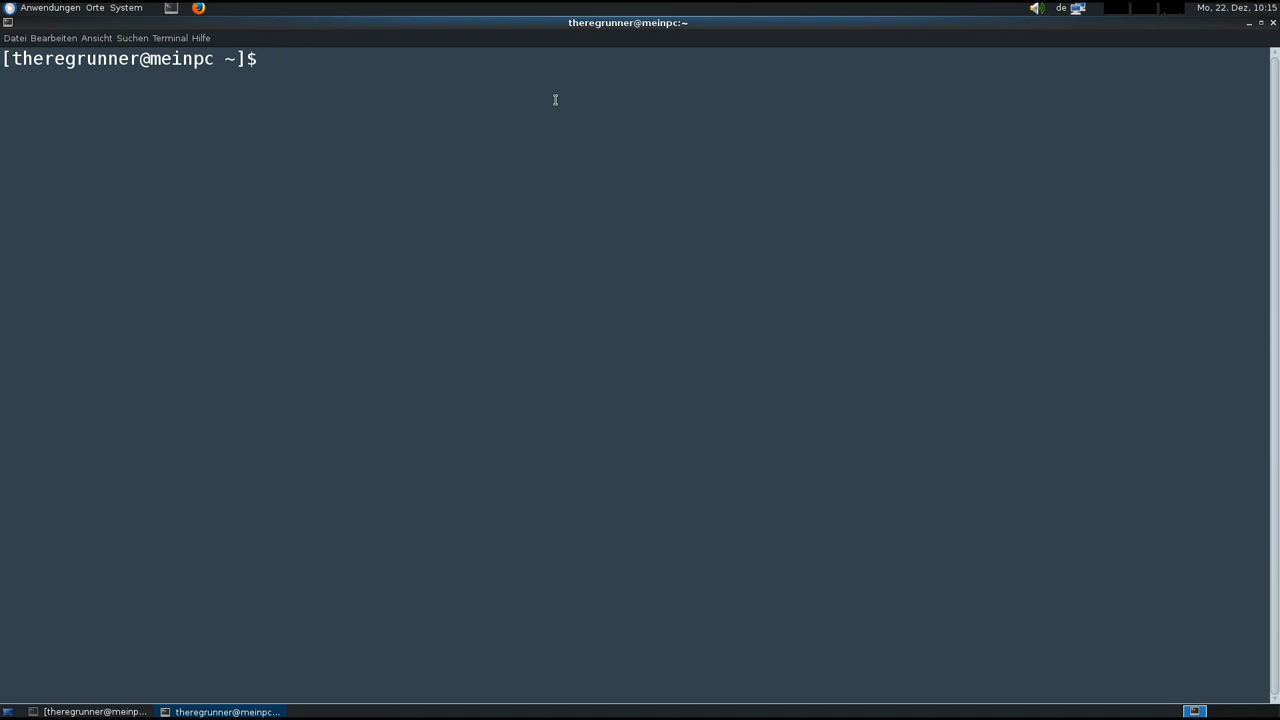 Anwendungen Orte System de Mo, 22. Dez, 10:15
theregrunner@meinpc:~
Datei Bearbeiten Ansicht Suchen Terminal Hilfe
[theregrunner@meinpc ~]$
[theregrunner@meinp... theregrunner@meinpc...